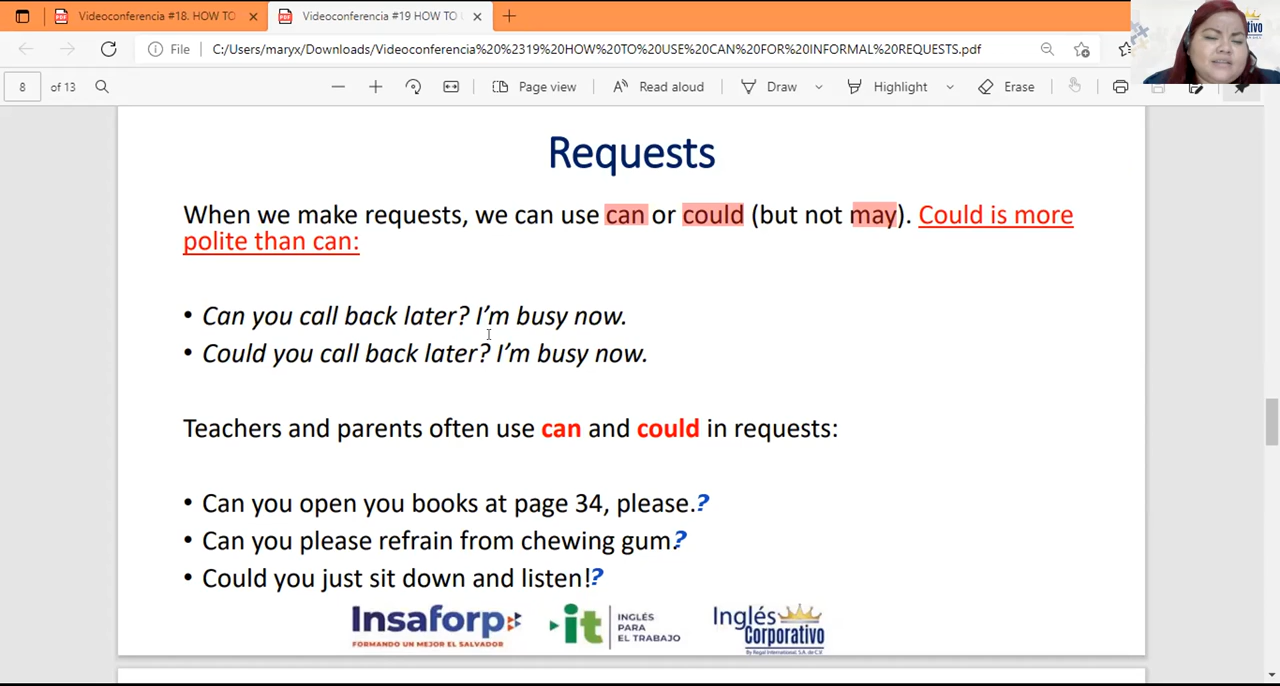 Videoconferencia #18. HOW TO
Videoconferencia #19 HOW TO
File
C:/Users/maryx/Downloads/Videoconferencia%20%2319%20HOW%20TO%20USE%20CAN%20FOR%20INFORMAL%20REQUESTS.pdf
8 of 13
Page view
Read aloud
Draw
Highlight
Erase
Requests
When we make requests, we can use can or could (but not may). Could is more
polite than can:
• Can you call back later? I'm busy now.
• Could you call back later? I'm busy now.
Teachers and parents often use can and could in requests:
• Can you open you books at page 34, please.?
• Can you please refrain from chewing gum.?
• Could you just sit down and listen!?
Insaforp
FORMANDO UN MEJOR EL SALVADOR
it
INGLÉS
PARA
EL TRABAJO
Inglés
Corporativo
By Regal International, S.A. de C.V.